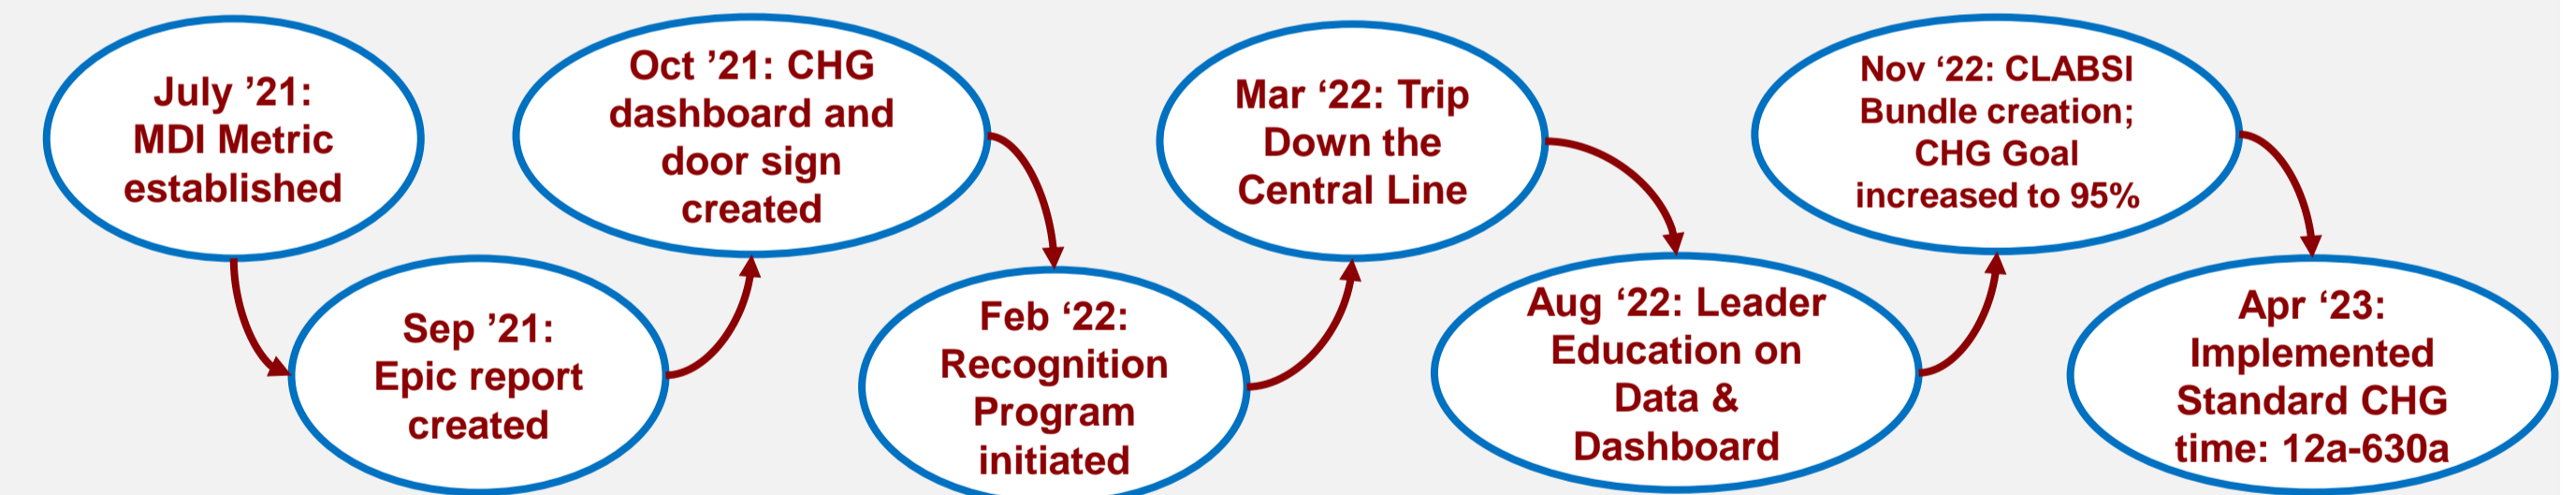 July ’21:
MDI Metric
established
Sep ’21:
Epic report
created
Oct ’21: CHG
dashboard and
door sign
created
Feb ‘22:
Recognition
Program
initiated
Mar ‘22: Trip
Down the
Central Line
Aug ‘22: Leader
Education on
Data &
Dashboard
Nov ‘22: CLABSI
Bundle creation;
CHG Goal
increased to 95%
Apr ‘23:
Implemented
Standard CHG
time: 12a-630a